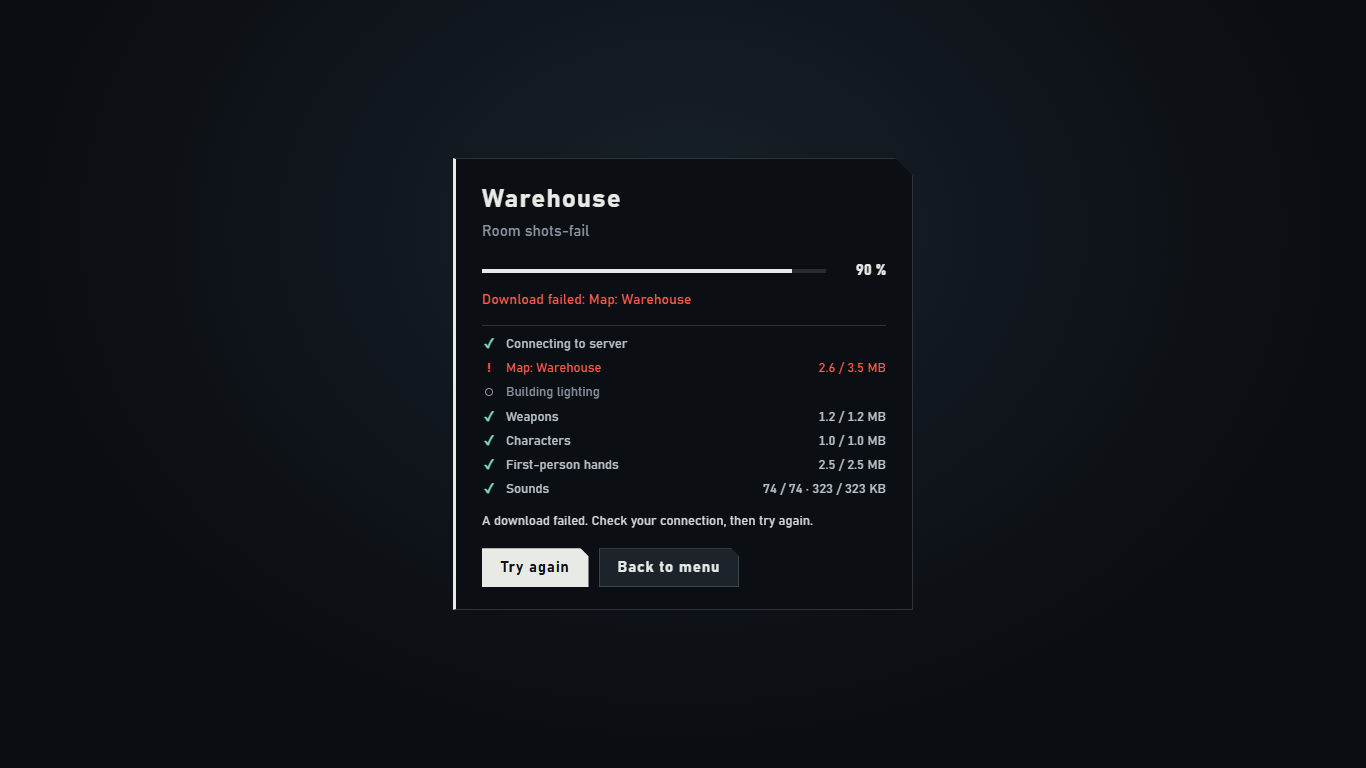 Warehouse
Room shots-fail
90 %
Download failed: Map: Warehouse
✓ Connecting to server
! Map: Warehouse 2.6 / 3.5 MB
○ Building lighting
✓ Weapons 1.2 / 1.2 MB
✓ Characters 1.0 / 1.0 MB
✓ First-person hands 2.5 / 2.5 MB
✓ Sounds 74 / 74 · 323 / 323 KB
A download failed. Check your connection, then try again.
Try again Back to menu